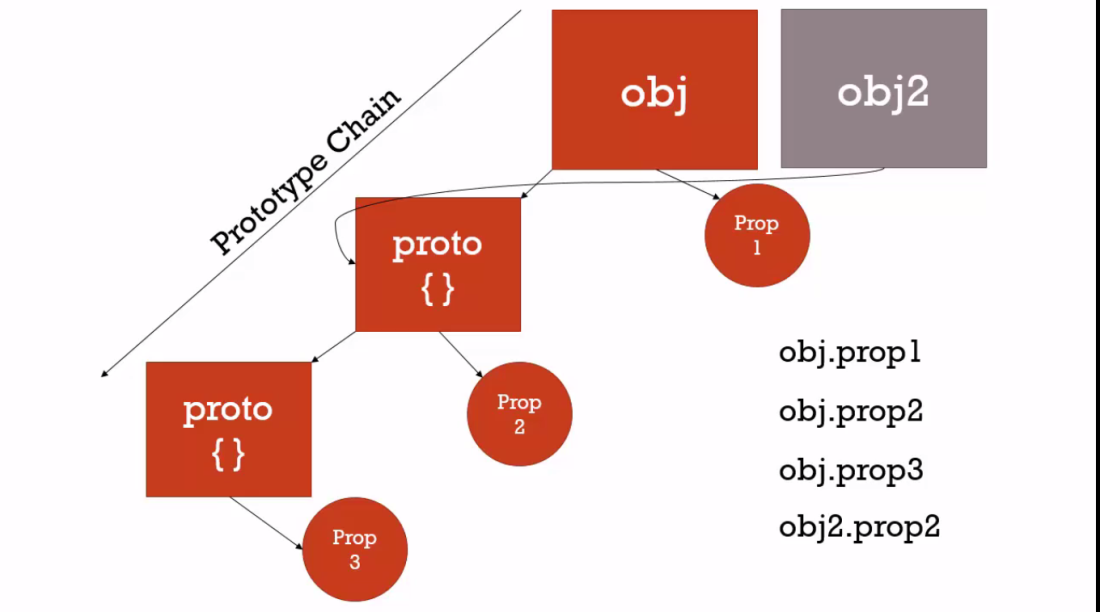 Prototype Chain
obj
obj2
proto
{ }
Prop
1
proto
{ }
Prop
2
Prop
3
obj.prop1
obj.prop2
obj.prop3
obj2.prop2